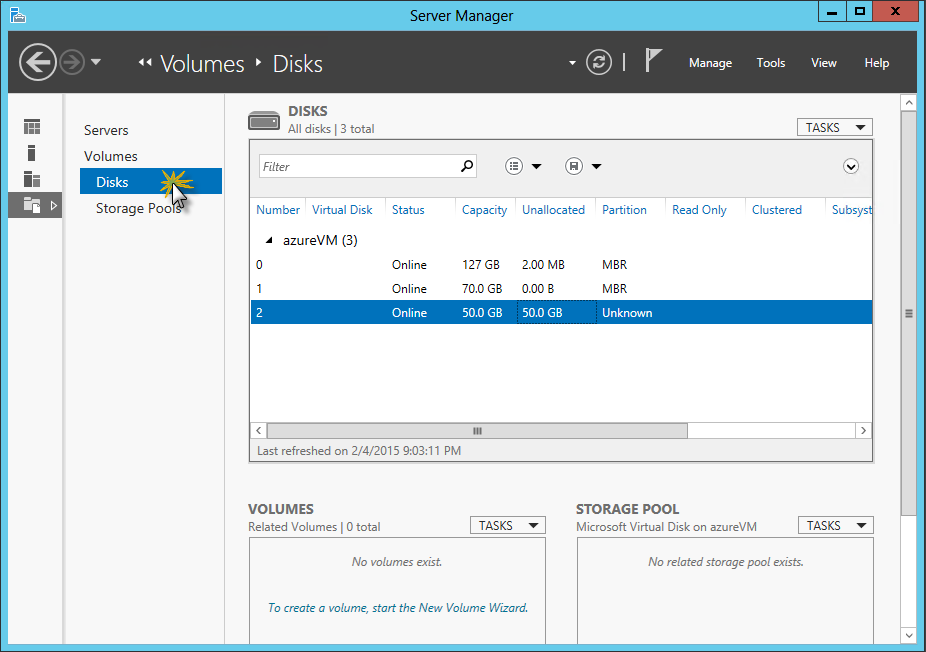 Server Manager
Volumes Disks
Manage Tools View Help
Servers
Volumes
Disks
Storage Pools
DISKS
All disks | 3 total
TASKS
Filter
Number Virtual Disk Status Capacity Unallocated Partition Read Only Clustered Subsyst
azureVM (3)
0 Online 127 GB 2.00 MB MBR
1 Online 70.0 GB 0.00 B MBR
2 Online 50.0 GB 50.0 GB Unknown
Last refreshed on 2/4/2015 9:03:11 PM
VOLUMES
Related Volumes | 0 total
TASKS
No volumes exist.
To create a volume, start the New Volume Wizard.
STORAGE POOL
Microsoft Virtual Disk on azureVM
TASKS
No related storage pool exists.